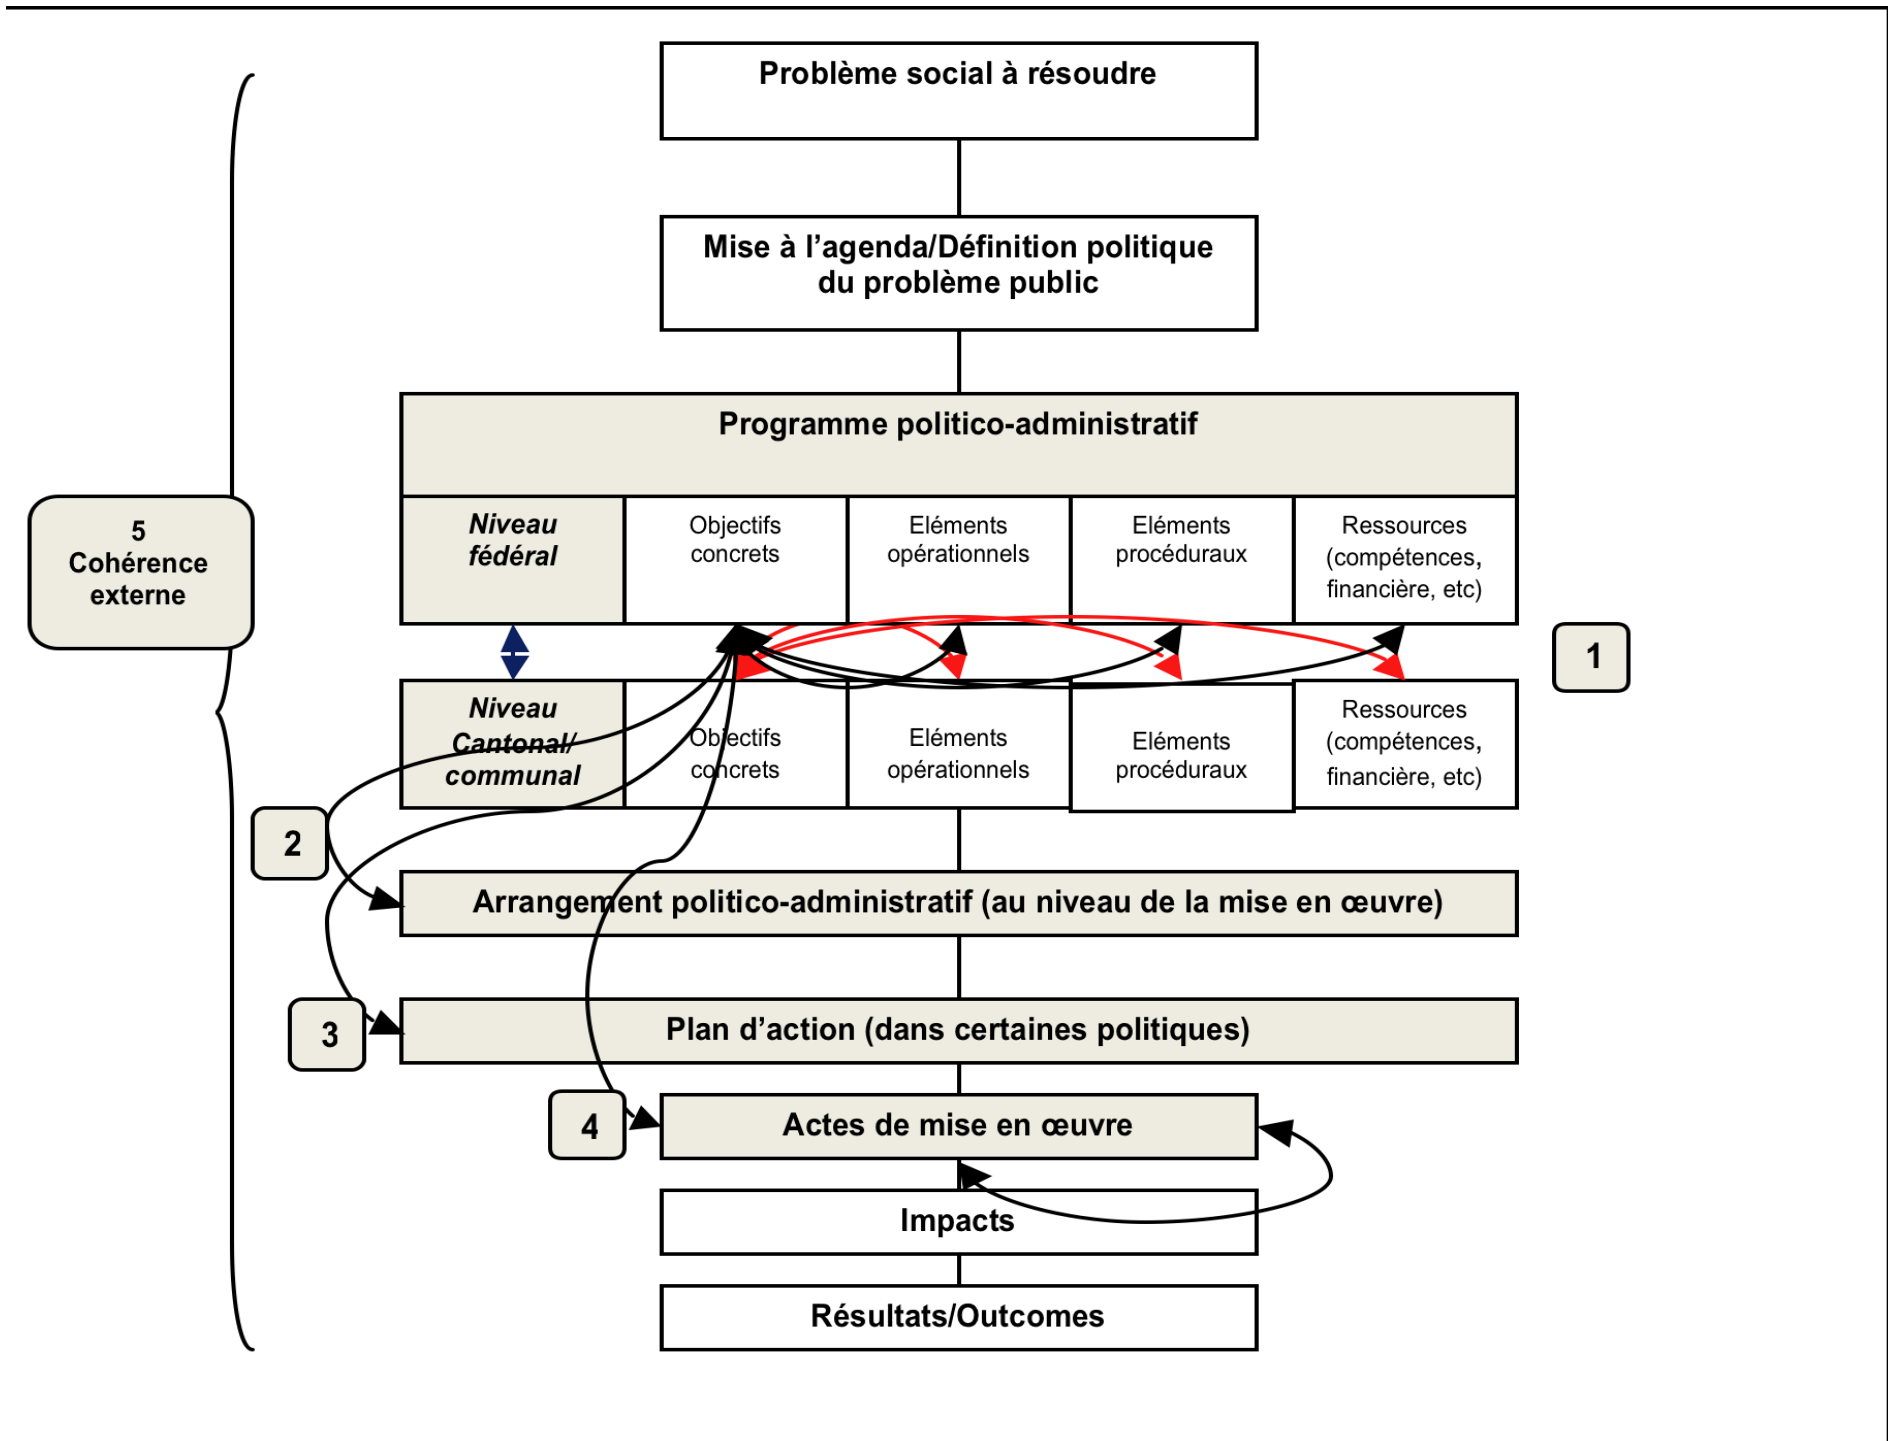 Problème social à résoudre
Mise à l’agenda/Définition politique
du problème public
Programme politico-administratif
Niveau
fédéral
Objectifs
concrets
Eléments
opérationnels
Eléments
procéduraux
Ressources
(compétences,
financière, etc)
5
Cohérence
externe
1
Niveau
Cantonal/
communal
Objectifs
concrets
Eléments
opérationnels
Eléments
procéduraux
Ressources
(compétences,
financière, etc)
2
Arrangement politico-administratif (au niveau de la mise en œuvre)
3
Plan d’action (dans certaines politiques)
4
Actes de mise en œuvre
Impacts
Résultats/Outcomes